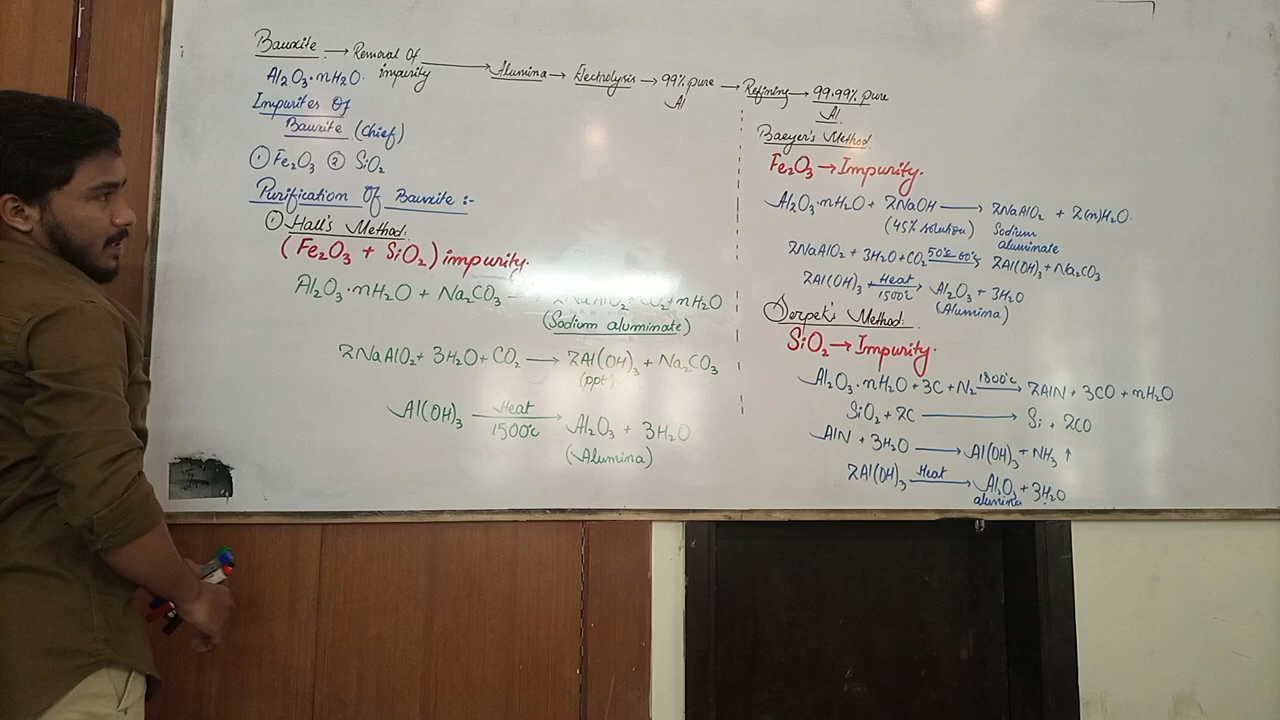 Bauxite → Removal Of impurity → Alumina → Electrolysis → 99% pure Al → Refining → 99.99% pure Al
Al₂O₃·nH₂O
Impurites Of
Bauxite (chief)
① Fe₂O₃ ② SiO₂
Purification Of Bauxite :-
① Hall's Method.
(Fe₂O₃ + SiO₂) impurity.
Al₂O₃·nH₂O + Na₂CO₃ → 2NaAlO₂ + CO₂ + nH₂O
(Sodium aluminate)
2NaAlO₂ + 3H₂O + CO₂ → 2Al(OH)₃ + Na₂CO₃
(ppt)
Al(OH)₃ Heat 1500°c → Al₂O₃ + 3H₂O
(Alumina)
Baeyer's Method.
Fe₂O₃ → Impurity.
Al₂O₃·nH₂O + 2NaOH → 2NaAlO₂ + 2(n)H₂O.
(45% solution) Sodium aluminate
2NaAlO₂ + 3H₂O + CO₂ 50°c-60°c → 2Al(OH)₃ + Na₂CO₃
2Al(OH)₃ Heat 1500°c → Al₂O₃ + 3H₂O
(Alumina)
Serpek's Method.
SiO₂ → Impurity.
Al₂O₃·nH₂O + 3C + N₂ 1800°c → 2AlN + 3CO + nH₂O
SiO₂ + 2C → Si + 2CO
AlN + 3H₂O → Al(OH)₃ + NH₃ ↑
2Al(OH)₃ Heat → Al₂O₃ + 3H₂O
alumina